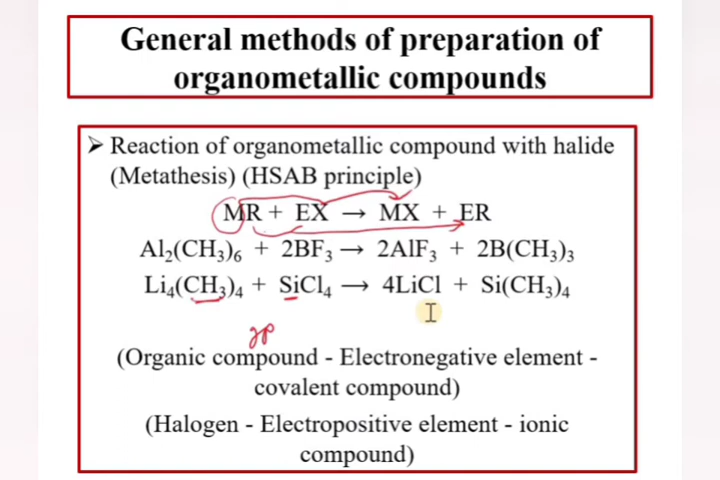 General methods of preparation of
organometallic compounds
➤ Reaction of organometallic compound with halide
(Metathesis) (HSAB principle)
MR + EX → MX + ER
Al₂(CH₃)₆ + 2BF₃ → 2AlF₃ + 2B(CH₃)₃
Li₄(CH₃)₄ + SiCl₄ → 4LiCl + Si(CH₃)₄
(Organic compound - Electronegative element -
covalent compound)
(Halogen - Electropositive element - ionic
compound)